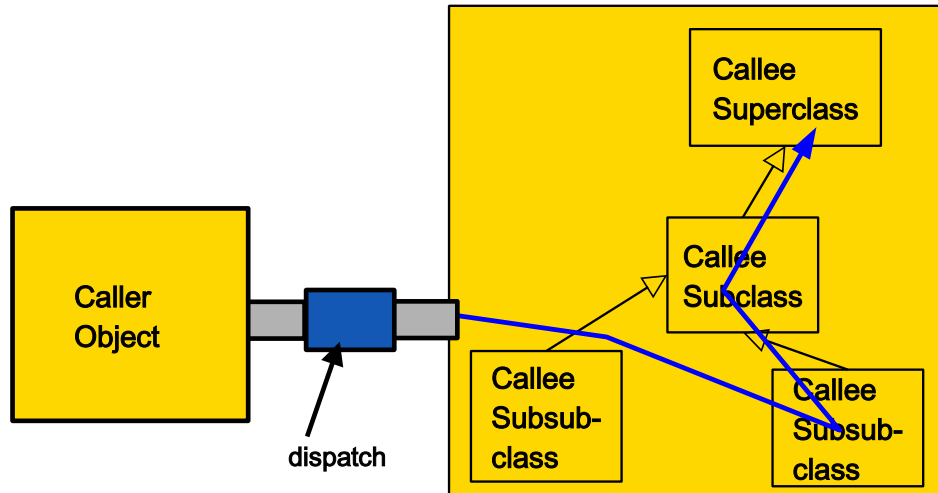 Callee
Superclass
Caller
Object
Callee
Subclass
Callee
Subsub-
class
Callee
Subsub-
class
dispatch